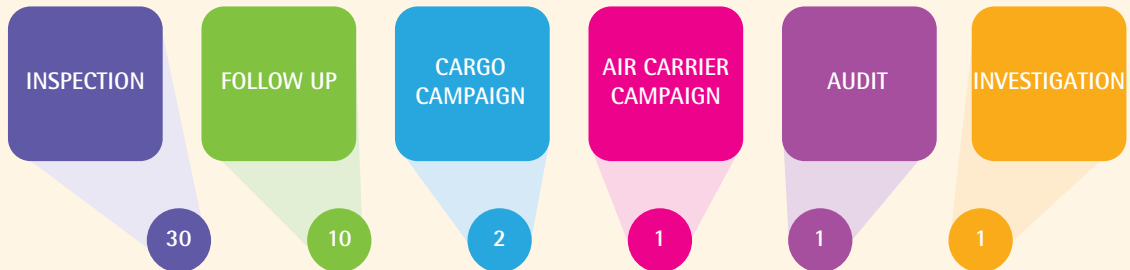 INSPECTION
FOLLOW UP
CARGO
CAMPAIGN
AIR CARRIER
CAMPAIGN
AUDIT
INVESTIGATION
30
10
2
1
1
1